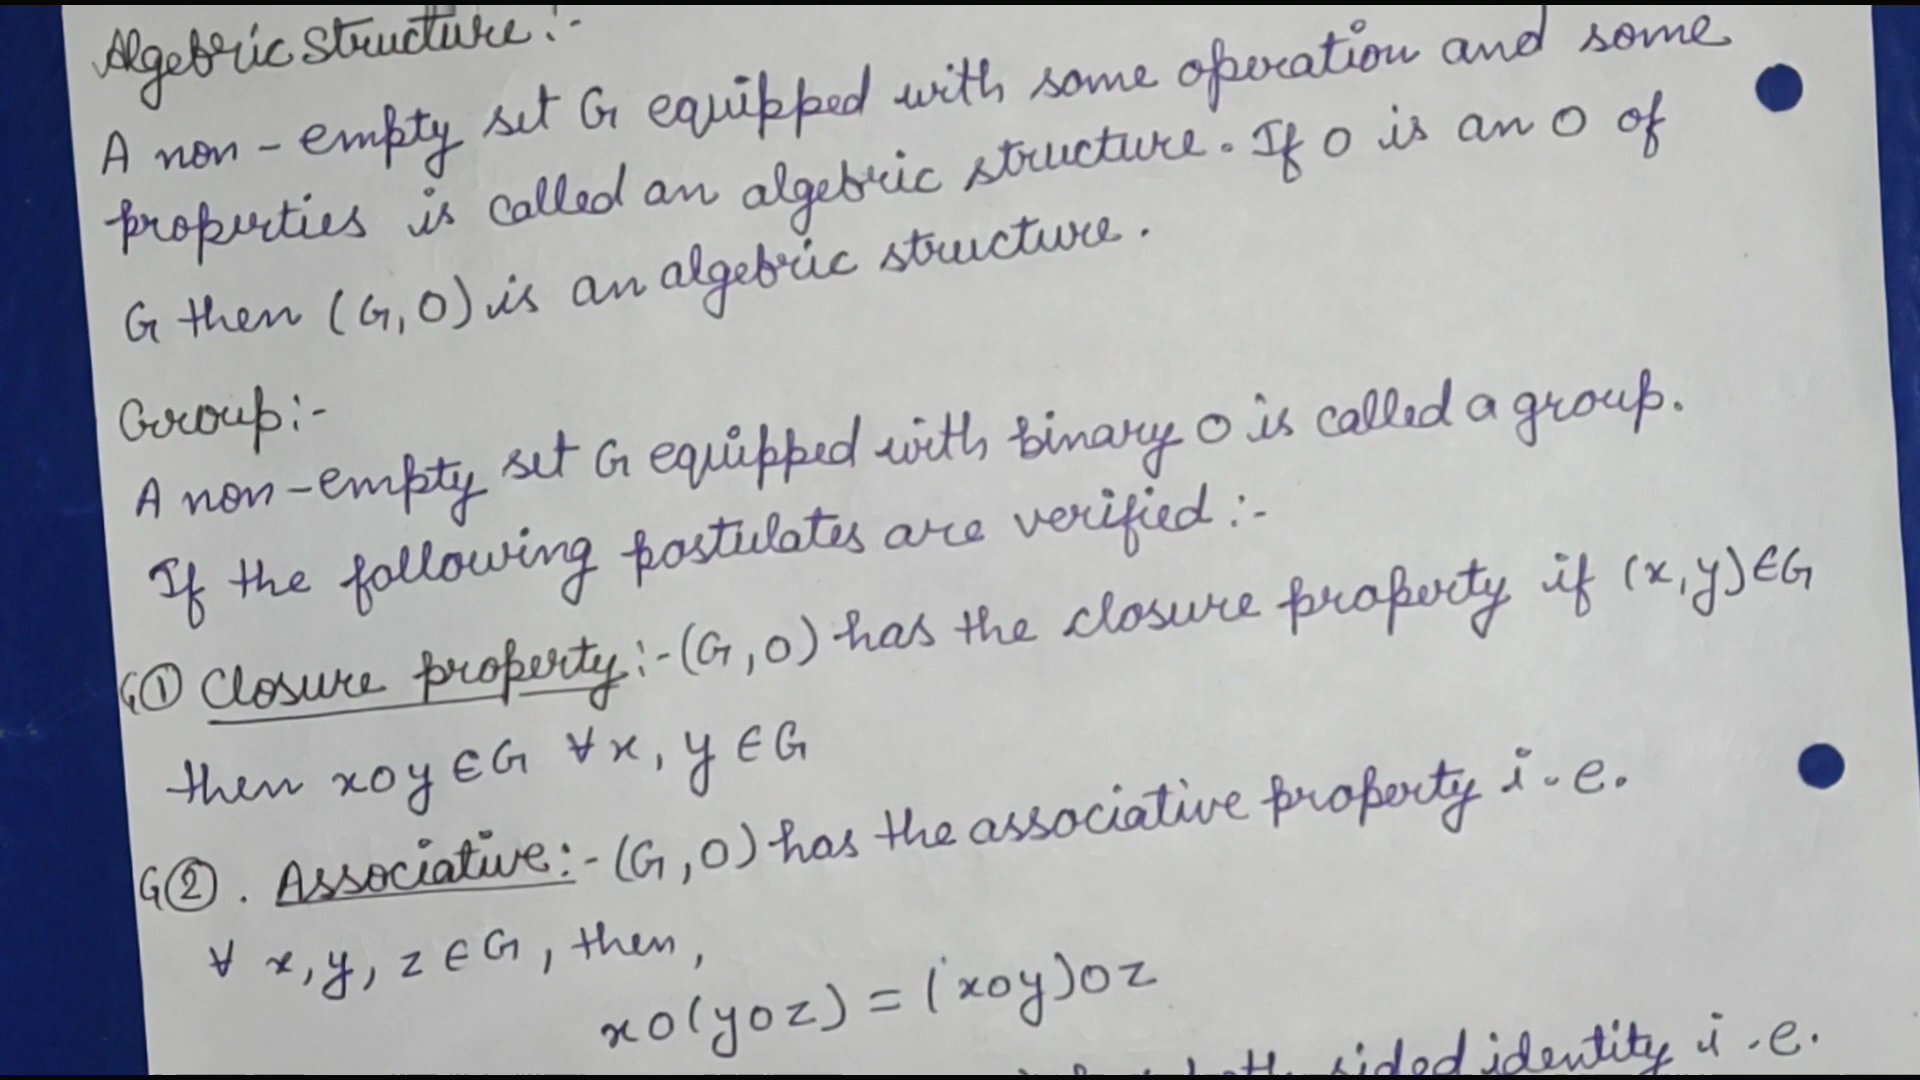 Algebric structure:-
A non-empty set G equipped with some operation and some
properties is called an algebric structure. If O is an O of
G then (G,O) is an algebric structure.
Group:-
A non-empty set G equipped with binary O is called a group.
If the following postulates are verified:-
G① Closure property:-(G,O) has the closure property if (x,y)∈G
then xoy∈G ∀x, y∈G
G②. Associative:-(G,O) has the associative property i.e.
∀ x,y, z∈G, then,
xo(yoz) = (xoy)oz
sided identity i.e.